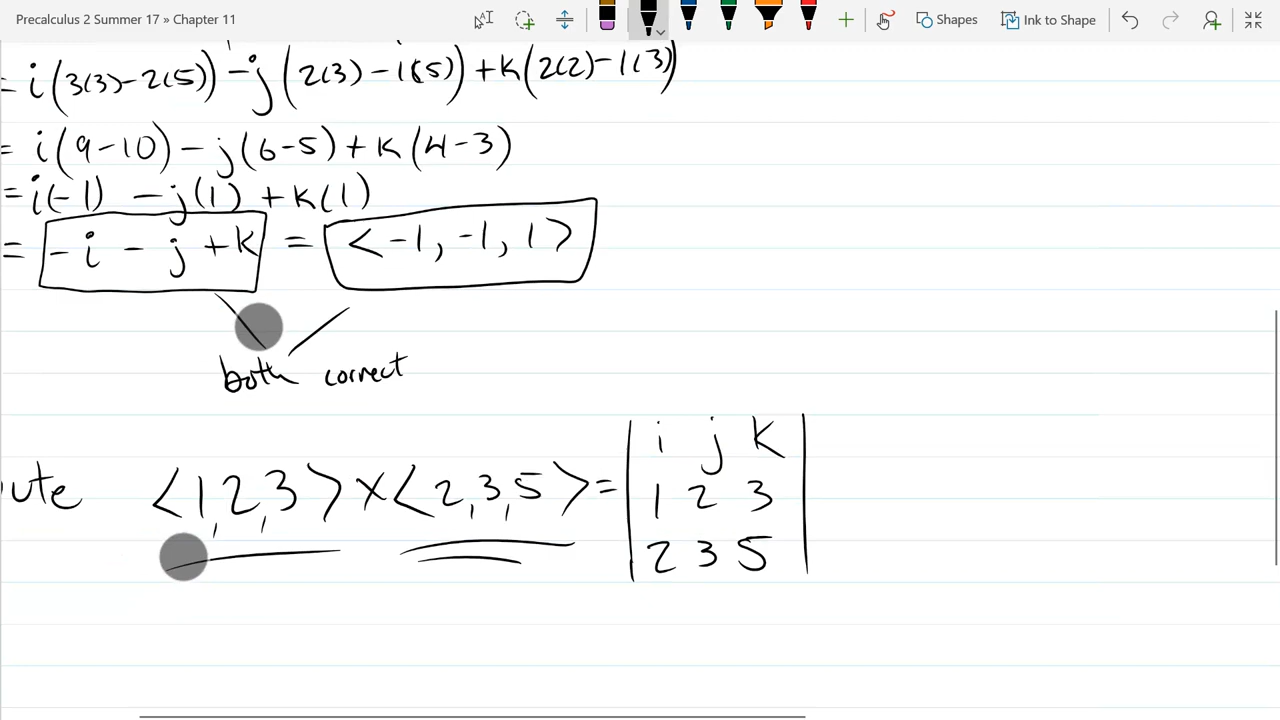 Precalculus 2 Summer 17 » Chapter 11
Shapes
Ink to Shape
= i(3(3)-2(5)) -j(2(3)-1(5)) +k(2(2)-1(3))
= i(9-10) - j(6-5) + k(4-3)
= i(-1) - j(1) + k(1)
= -i - j + k = <-1, -1, 1>
both correct
ute <1,2,3> x <2,3,5> = | i j k |
| 1 2 3 |
| 2 3 5 |